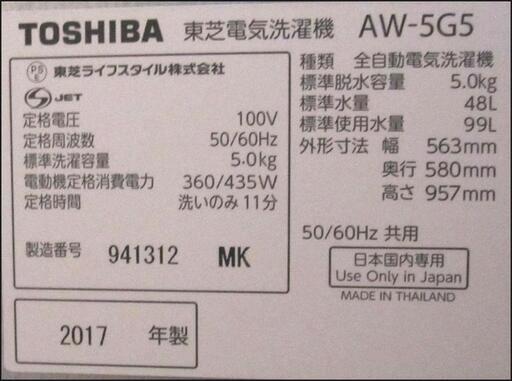 TOSHIBA 東芝電気洗濯機 AW-5G5
PS E 東芝ライフスタイル株式会社
S JET
定格電圧 100V
定格周波数 50/60Hz
標準洗濯容量 5.0kg
電動機定格消費電力 360/435W
定格時間 洗いのみ 11分
製造番号 941312 MK
2017 年製
種類 全自動電気洗濯機
標準脱水容量 5.0kg
標準水量 48L
標準使用水量 99L
外形寸法 幅 563mm
奥行 580mm
高さ 957mm
50/60Hz 共用
日本国内専用
Use Only in Japan
MADE IN THAILAND